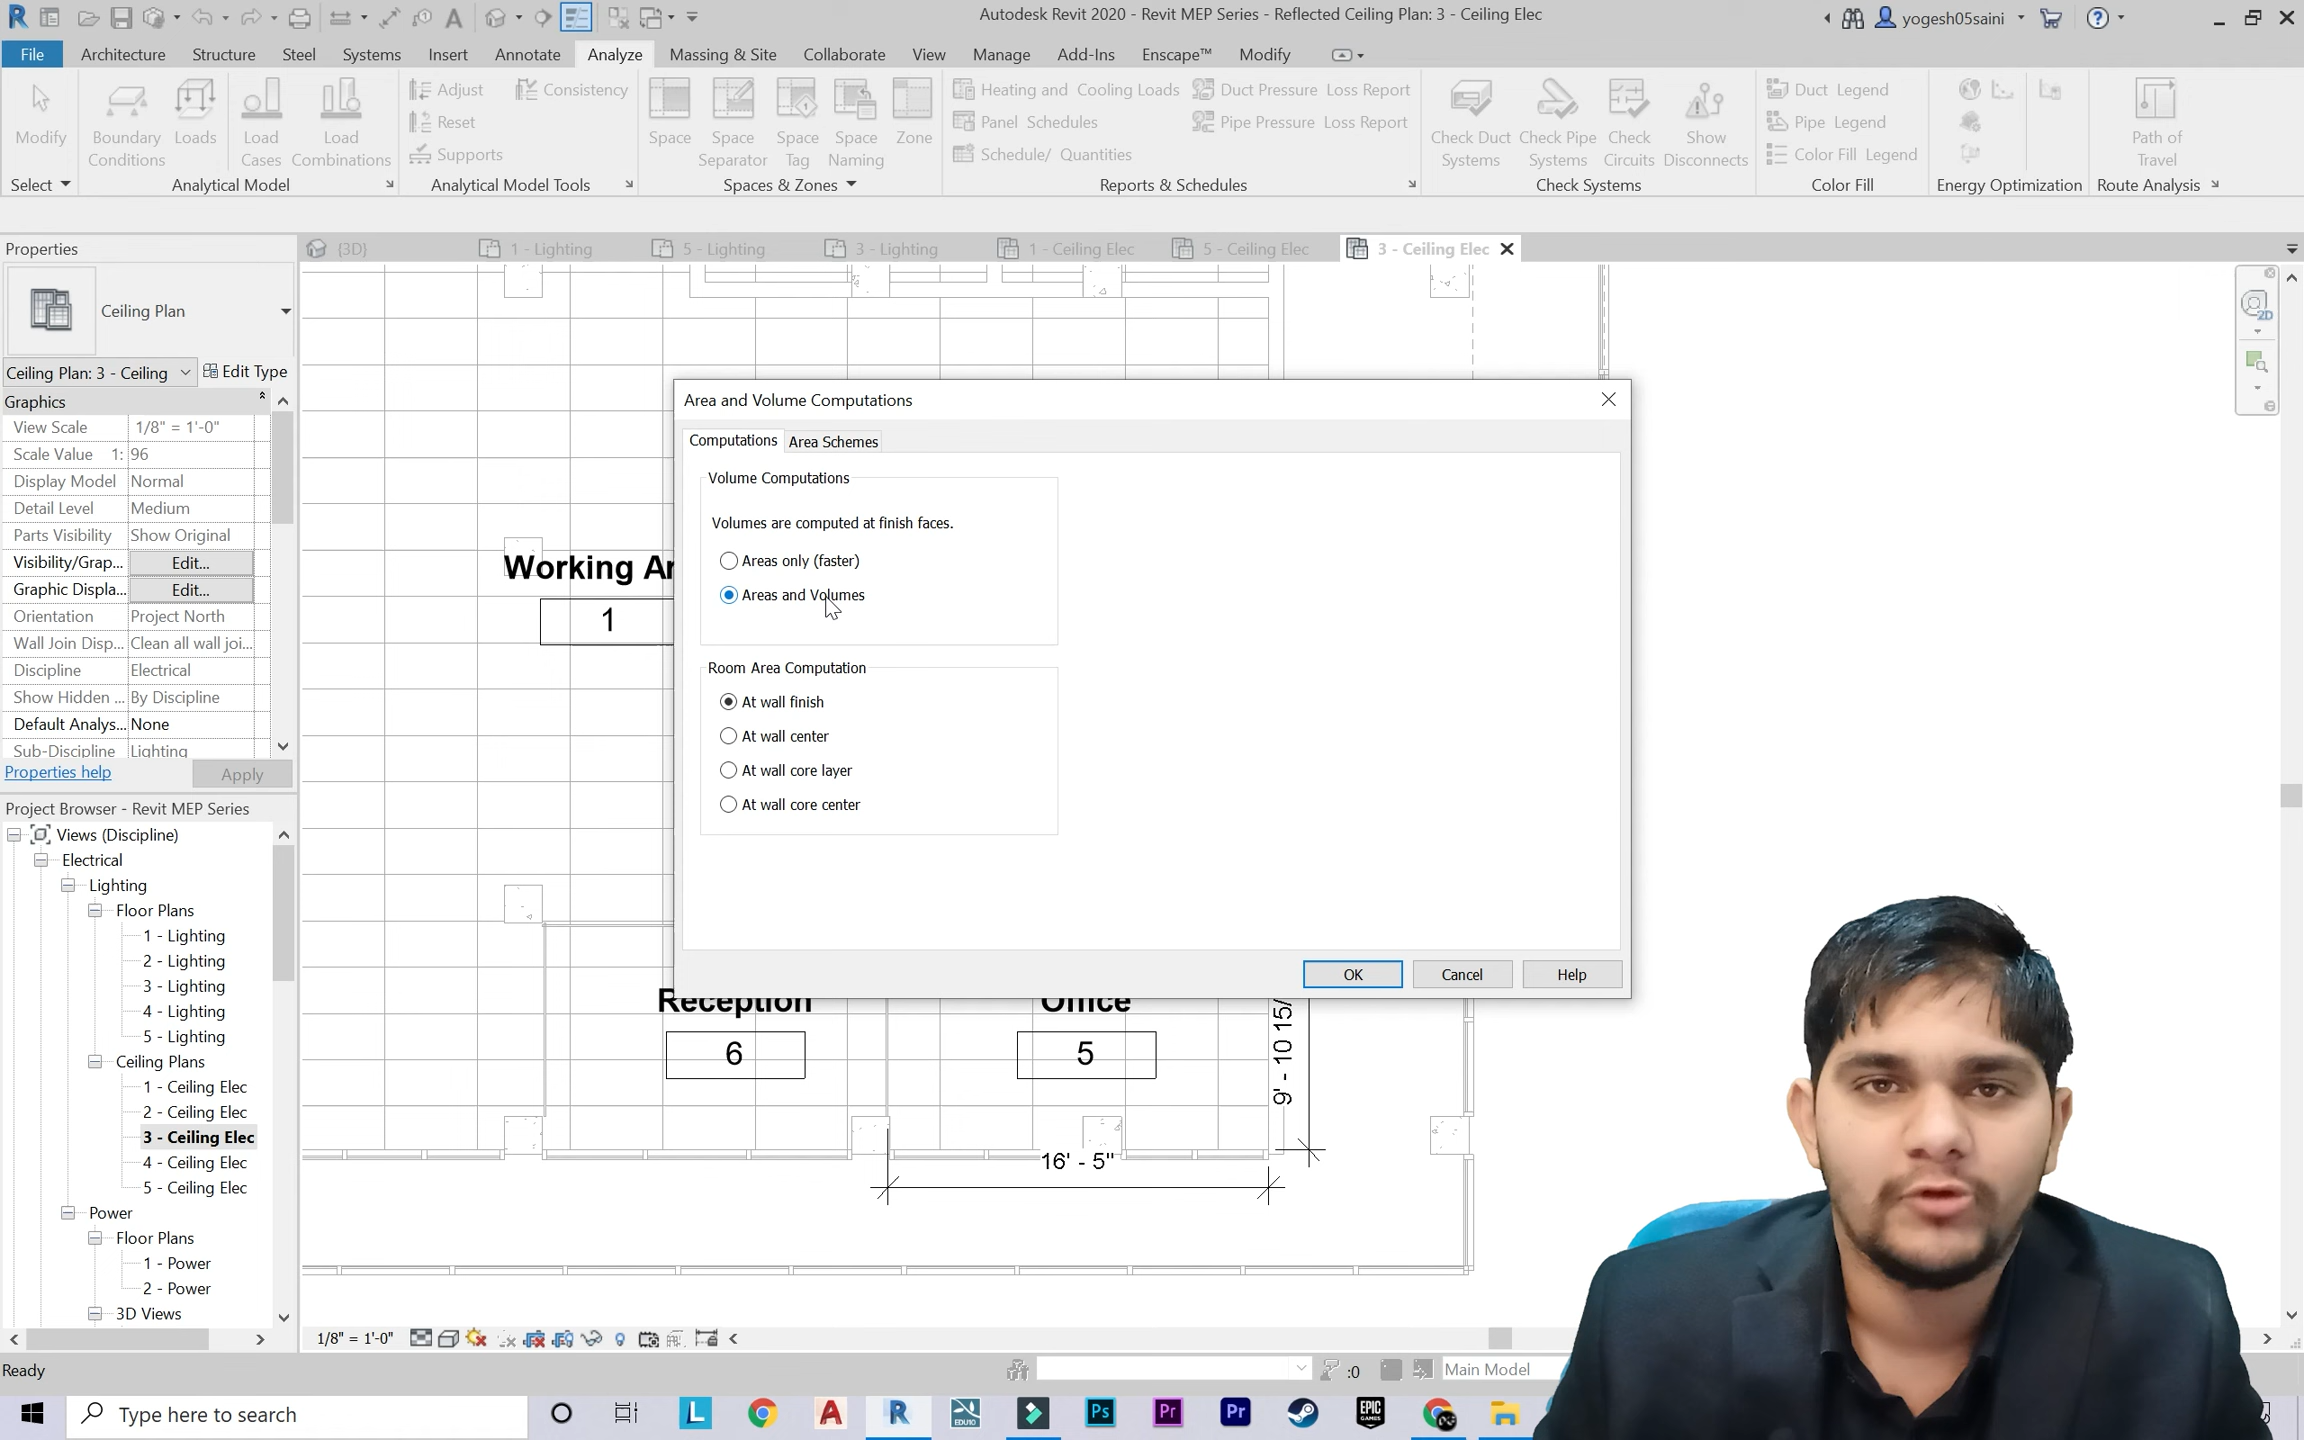 Autodesk Revit 2020 - Revit MEP Series - Reflected Ceiling Plan: 3 - Ceiling Elec
yogesh05saini
File Architecture Structure Steel Systems Insert Annotate Analyze Massing & Site Collaborate View Manage Add-Ins Enscape™ Modify
Modify
Boundary Conditions
Loads
Load Cases
Load Combinations
Adjust
Reset
Supports
Consistency
Space
Space Separator
Space Tag
Space Naming
Zone
Heating and Cooling Loads
Panel Schedules
Schedule/ Quantities
Duct Pressure Loss Report
Pipe Pressure Loss Report
Check Duct Systems
Check Pipe Systems
Check Circuits
Show Disconnects
Duct Legend
Pipe Legend
Color Fill Legend
Path of Travel
Select Analytical Model Analytical Model Tools Spaces & Zones Reports & Schedules Check Systems Color Fill Energy Optimization Route Analysis
Properties
{3D} 1 - Lighting 5 - Lighting 3 - Lighting 1 - Ceiling Elec 5 - Ceiling Elec 3 - Ceiling Elec
Ceiling Plan
Ceiling Plan: 3 - Ceiling Edit Type
Graphics
View Scale 1/8" = 1'-0"
Scale Value 1: 96
Display Model Normal
Detail Level Medium
Parts Visibility Show Original
Visibility/Grap... Edit...
Graphic Displa... Edit...
Orientation Project North
Wall Join Disp... Clean all wall joi...
Discipline Electrical
Show Hidden ... By Discipline
Default Analys... None
Sub-Discipline Lighting
Properties help Apply
Project Browser - Revit MEP Series
Views (Discipline)
Electrical
Lighting
Floor Plans
1 - Lighting
2 - Lighting
3 - Lighting
4 - Lighting
5 - Lighting
Ceiling Plans
1 - Ceiling Elec
2 - Ceiling Elec
3 - Ceiling Elec
4 - Ceiling Elec
5 - Ceiling Elec
Power
Floor Plans
1 - Power
2 - Power
3D Views
Working Ar
1
Area and Volume Computations
Computations Area Schemes
Volume Computations
Volumes are computed at finish faces.
Areas only (faster)
Areas and Volumes
Room Area Computation
At wall finish
At wall center
At wall core layer
At wall core center
OK Cancel Help
Reception
6
Office
5
9' - 10 15/
16' - 5"
2D
1/8" = 1'-0"
Ready
:0
Main Model
Type here to search
L
A
R
EDU10
Ps
Pr
Pr
EPIC
GAMES